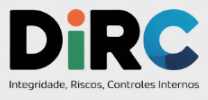 DiRC
Integridade, Riscos, Controles Internos